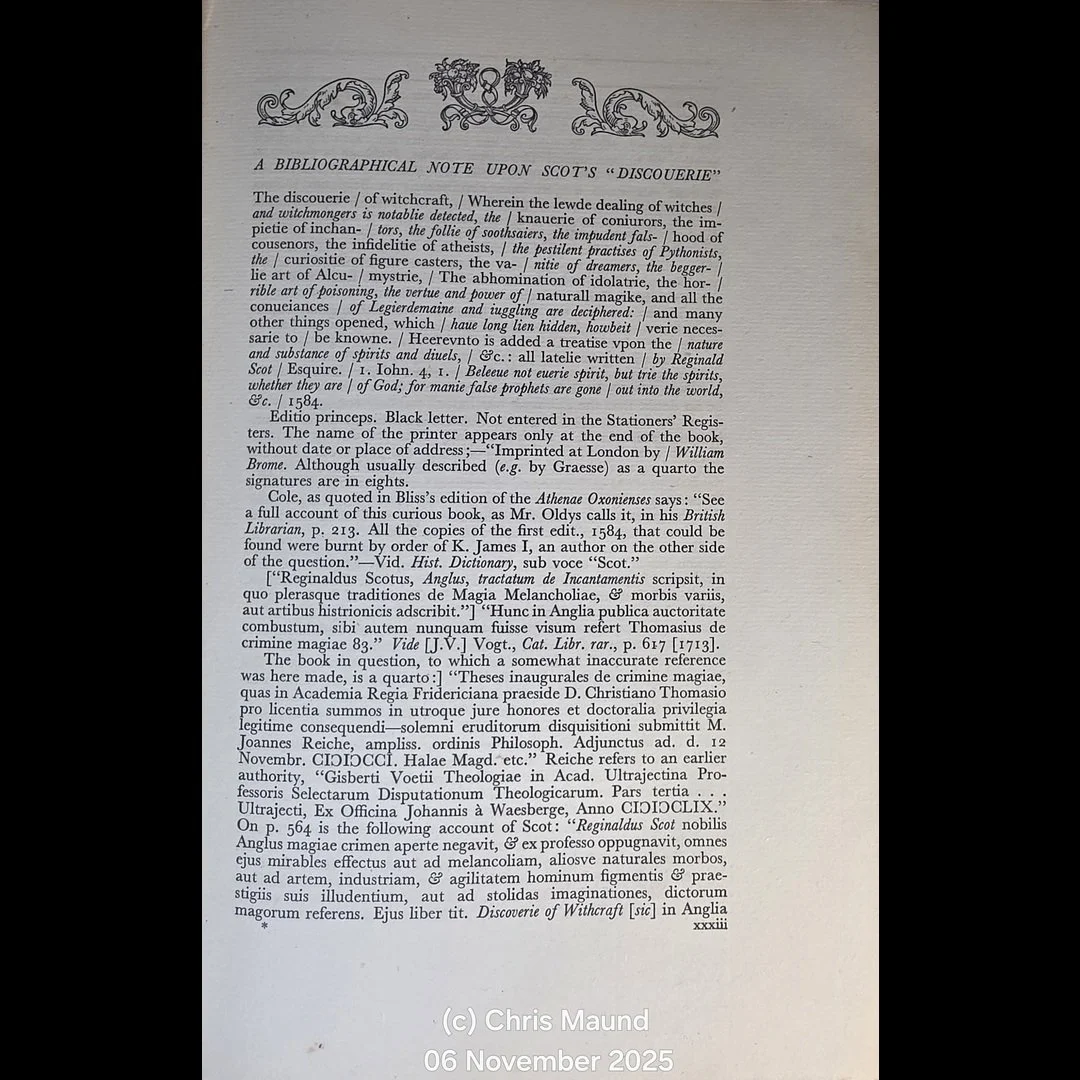 A BIBLIOGRAPHICAL NOTE UPON SCOT'S "DISCOUERIE"
The discouerie / of witchcraft, / Wherein the lewde dealing of witches /
and witchmongers is notablie detected, the / knauerie of coniurors, the im-
pietie of inchan- / tors, the follie of soothsaiers, the impudent fals- / hood of
cousenors, the infidelitie of atheists, / the pestilent practises of Pythonists,
the / curiositie of figure casters, the va- / nitie of dreamers, the begger- /
lie art of Alcu- / mystrie, / The abhomination of idolatrie, the hor- /
rible art of poisoning, the vertue and power of / naturall magike, and all the
conueiances / of Legierdemaine and iuggling are deciphered: / and many
other things opened, which / haue long lien hidden, howbeit / verie neces-
sarie to / be knowne. / Heerevnto is added a treatise vpon the / nature
and substance of spirits and diuels, / &c.: all latelie written / by Reginald
Scot / Esquire. / 1. Iohn. 4, 1. / Beleeue not euerie spirit, but trie the spirits,
whether they are / of God; for manie false prophets are gone / out into the world,
&c. / 1584.
Editio princeps. Black letter. Not entered in the Stationers' Regis-
ters. The name of the printer appears only at the end of the book,
without date or place of address;—"Imprinted at London by / William
Brome. Although usually described (e.g. by Graesse) as a quarto the
signatures are in eights.
Cole, as quoted in Bliss's edition of the Athenae Oxonienses says: "See
a full account of this curious book, as Mr. Oldys calls it, in his British
Librarian, p. 213. All the copies of the first edit., 1584, that could be
found were burnt by order of K. James I, an author on the other side
of the question."—Vid. Hist. Dictionary, sub voce "Scot."
["Reginaldus Scotus, Anglus, tractatum de Incantamentis scripsit, in
quo plerasque traditiones de Magia Melancholiae, & morbis variis,
aut artibus histrionicis adscribit."] "Hunc in Anglia publica auctoritate
combustum, sibi autem nunquam fuisse visum refert Thomasius de
crimine magiae 83." Vide [J.V.] Vogt., Cat. Libr. rar., p. 617 [1713].
The book in question, to which a somewhat inaccurate reference
was here made, is a quarto:] "Theses inaugurales de crimine magiae,
quas in Academia Regia Fridericiana praeside D. Christiano Thomasio
pro licentia summos in utroque jure honores et doctoralia privilegia
legitime consequendi—solemni eruditorum disquisitioni submittit M.
Joannes Reiche, ampliss. ordinis Philosoph. Adjunctus ad. d. 12
Novembr. CIƆIƆCCI. Halae Magd. etc." Reiche refers to an earlier
authority, "Gisberti Voetii Theologiae in Acad. Ultrajectina Pro-
fessoris Selectarum Disputationum Theologicarum. Pars tertia . . .
Ultrajecti, Ex Officina Johannis à Waesberge, Anno CIƆIƆCLIX."
On p. 564 is the following account of Scot: "Reginaldus Scot nobilis
Anglus magiae crimen aperte negavit, & ex professo oppugnavit, omnes
ejus mirables effectus aut ad melancoliam, aliosve naturales morbos,
aut ad artem, industriam, & agilitatem hominum figmentis & prae-
stigiis suis illudentium, aut ad stolidas imaginationes, dictorum
magorum referens. Ejus liber tit. Discoverie of Withcraft [sic] in Anglia
* xxxiii
(c) Chris Maund
06 November 2025